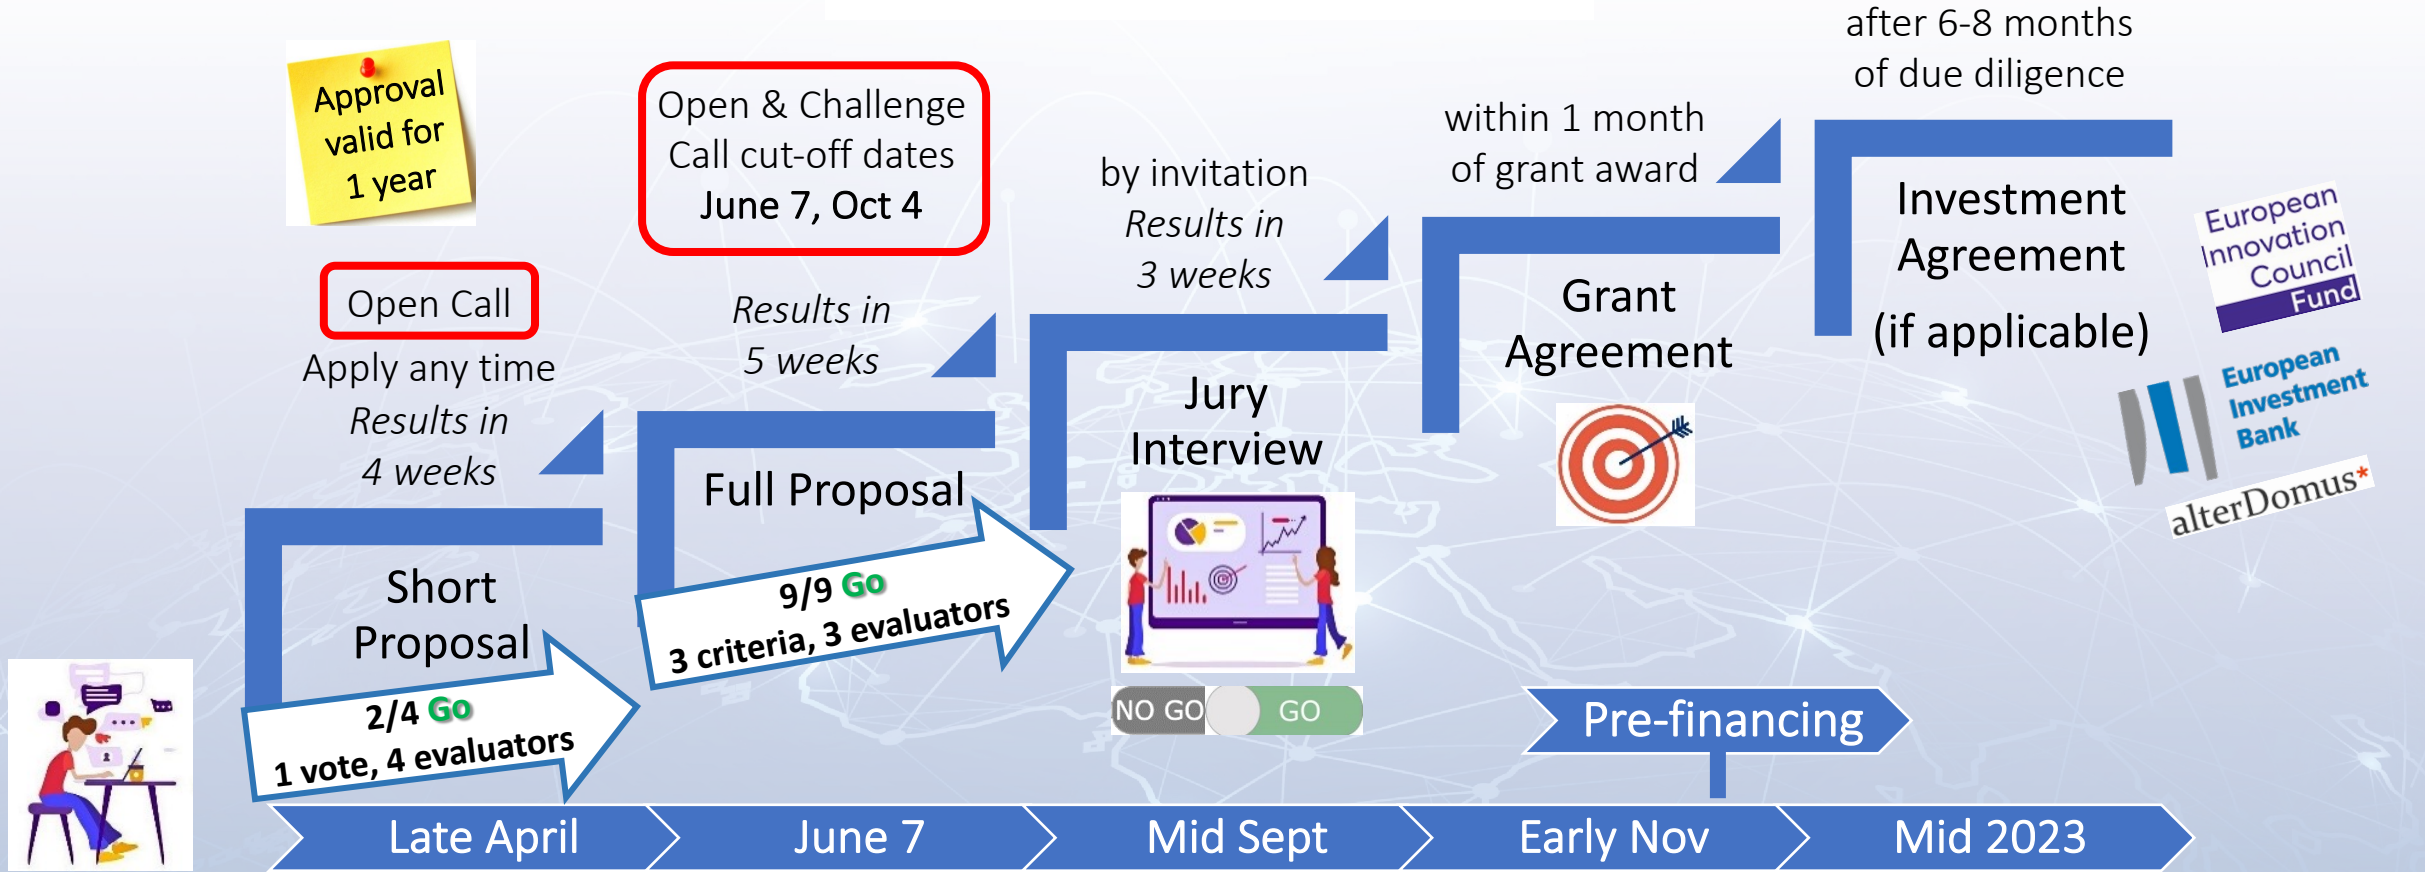 Approval
valid for
1 year
Open Call
Apply any time
Results in
4 weeks
Short
Proposal
2/4 Go
1 vote, 4 evaluators
Open & Challenge
Call cut-off dates
June 7, Oct 4
Results in
5 weeks
Full Proposal
9/9 Go
3 criteria, 3 evaluators
by invitation
Results in
3 weeks
Jury
Interview
NO GO
GO
within 1 month
of grant award
Grant
Agreement
after 6-8 months
of due diligence
Investment
Agreement
(if applicable)
European
Innovation
Council
Fund
European
Investment
Bank
alterDomus*
Pre-financing
Late April
June 7
Mid Sept
Early Nov
Mid 2023